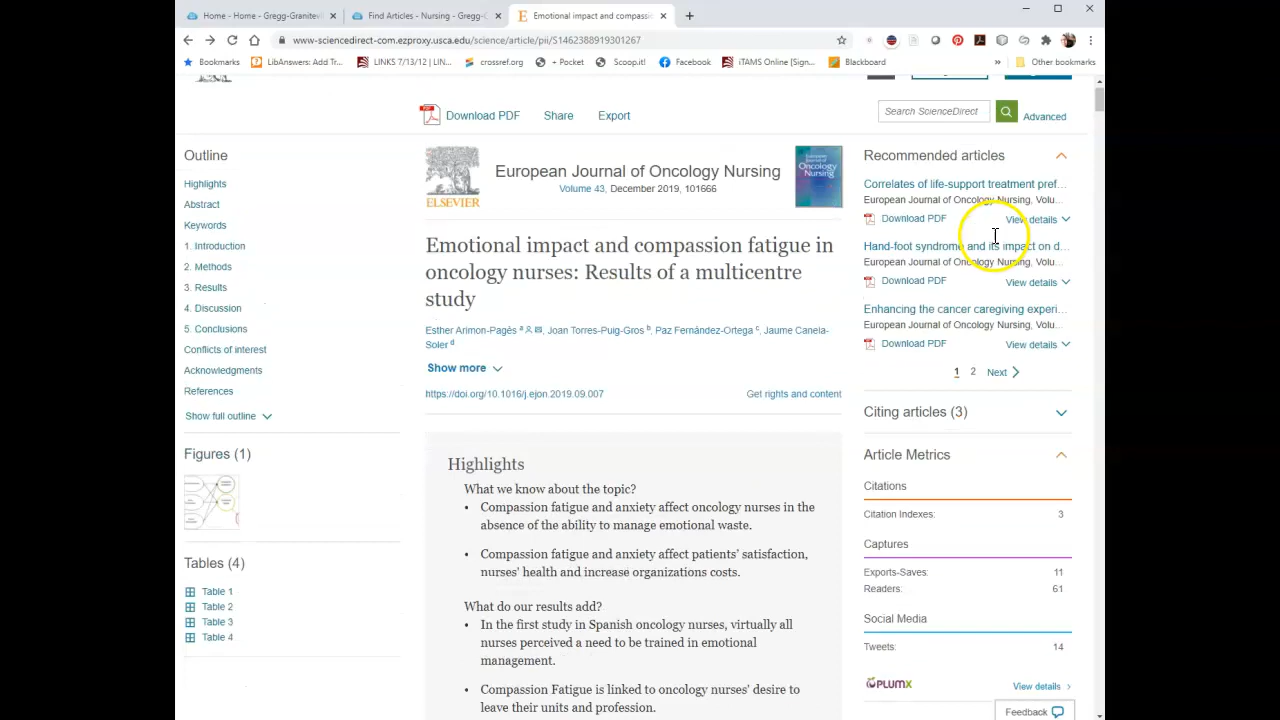 Home - Home - Gregg-Granitev
Find Articles - Nursing - Gregg-G
Emotional impact and compassi
www-sciencedirect-com.ezproxy.usca.edu/science/article/pii/S1462388919301267
Bookmarks
LibAnswers: Add Tr...
LINKS 7/13/12 | LIN...
crossref.org
+ Pocket
Scoop.it!
Facebook
iTAMS Online [Sign...
Blackboard
»
Other bookmarks
Download PDF
Share
Export
Search ScienceDirect
Advanced
Outline
Highlights
Abstract
Keywords
1. Introduction
2. Methods
3. Results
4. Discussion
5. Conclusions
Conflicts of interest
Acknowledgments
References
Show full outline
Figures (1)
Tables (4)
Table 1
Table 2
Table 3
Table 4
ELSEVIER
European Journal of Oncology Nursing
Volume 43, December 2019, 101666
Emotional impact and compassion fatigue in
oncology nurses: Results of a multicentre
study
Esther Arimon-Pagès a, Joan Torres-Puig-Gros b, Paz Fernández-Ortega c, Jaume Canela-
Soler d
Show more
https://doi.org/10.1016/j.ejon.2019.09.007
Get rights and content
Highlights
What we know about the topic?
• Compassion fatigue and anxiety affect oncology nurses in the
absence of the ability to manage emotional waste.
• Compassion fatigue and anxiety affect patients’ satisfaction,
nurses’ health and increase organizations costs.
What do our results add?
• In the first study in Spanish oncology nurses, virtually all
nurses perceived a need to be trained in emotional
management.
• Compassion Fatigue is linked to oncology nurses’ desire to
leave their units and profession.
Recommended articles
Correlates of life-support treatment pref...
European Journal of Oncology Nursing, Volu...
Download PDF
View details
Hand-foot syndrome and its impact on d...
European Journal of Oncology Nursing, Volu...
Download PDF
View details
Enhancing the cancer caregiving experi...
European Journal of Oncology Nursing, Volu...
Download PDF
View details
1 2 Next
Citing articles (3)
Article Metrics
Citations
Citation Indexes: 3
Captures
Exports-Saves: 11
Readers: 61
Social Media
Tweets: 14
PLUMX
View details
Feedback